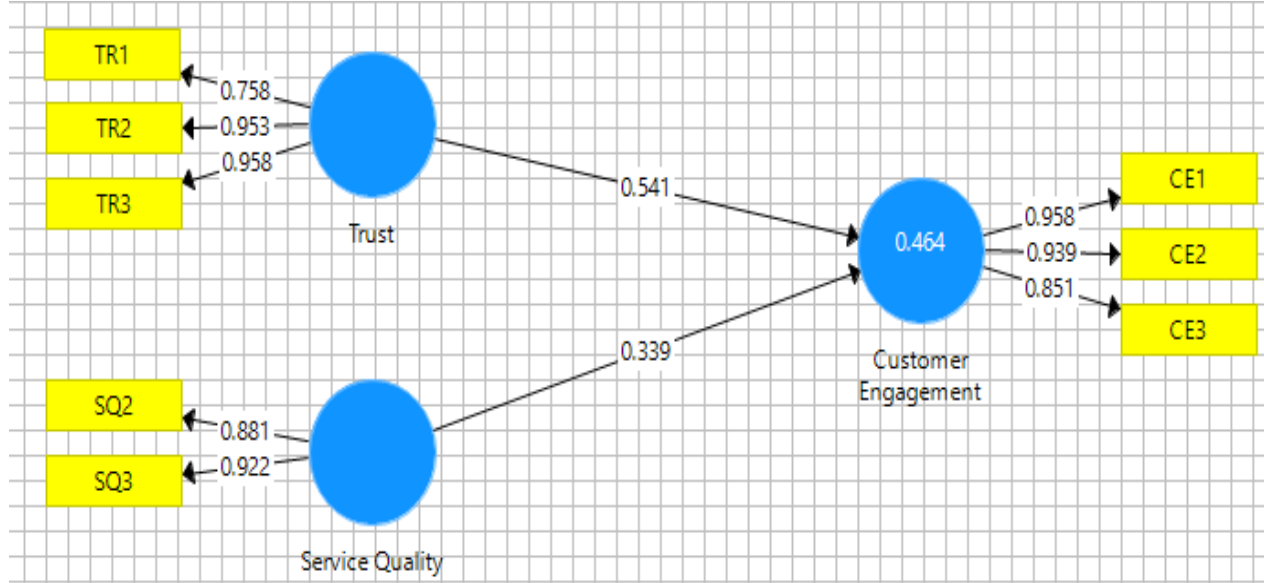 TR1
0.758
TR2
0.953
0.958
TR3
Trust
0.541
0.464
CE1
0.958
CE2
0.939
0.851
CE3
Customer
Engagement
0.339
SQ2
0.881
0.922
SQ3
Service Quality